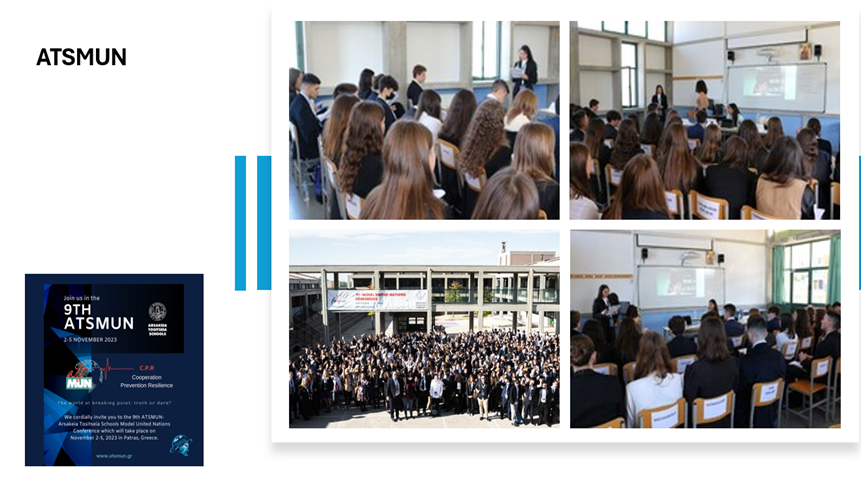 ATSMUN
Join us in the
9TH
ATSMUN
2-5 NOVEMBER 2023
ARSAKEIA
TOSITSEIA
SCHOOLS
MUN
C.P.R
Cooperation
Prevention Resilience
The world at breaking point: truth or dare?
We cordially invite you to the 9th ATSMUN-
Arsakeia Tositseia Schools Model United Nations
Conference which will take place on
November 2-5, 2023 in Patras, Greece.
www.atsmun.gr